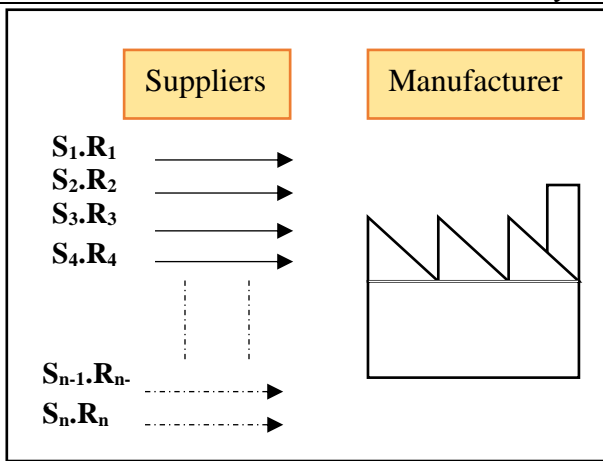 Suppliers Manufacturer
S₁.R₁
S₂.R₂
S₃.R₃
S₄.R₄
Sₙ₋₁.Rₙ₋
Sₙ.Rₙ